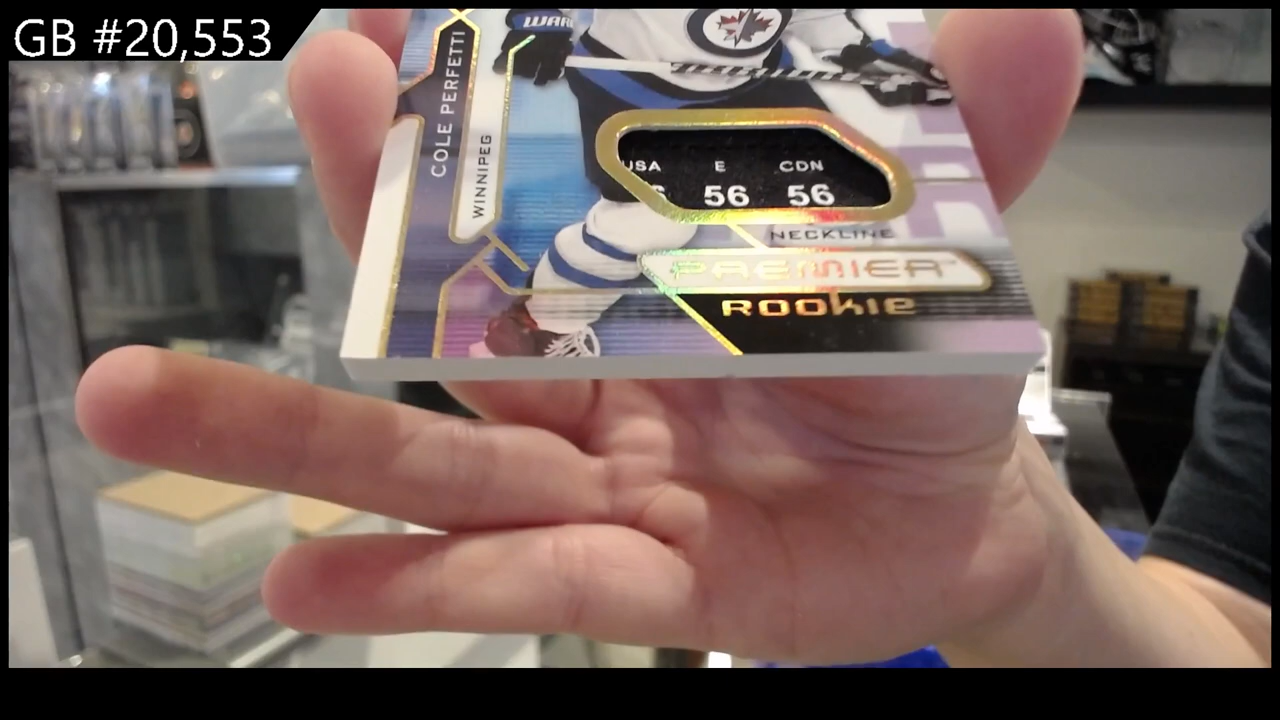 GB #20,553
COLE PERFETTI
WINNIPEG
USA E CDN
56 56
NECKLINE
PREMIER
ROOKIE